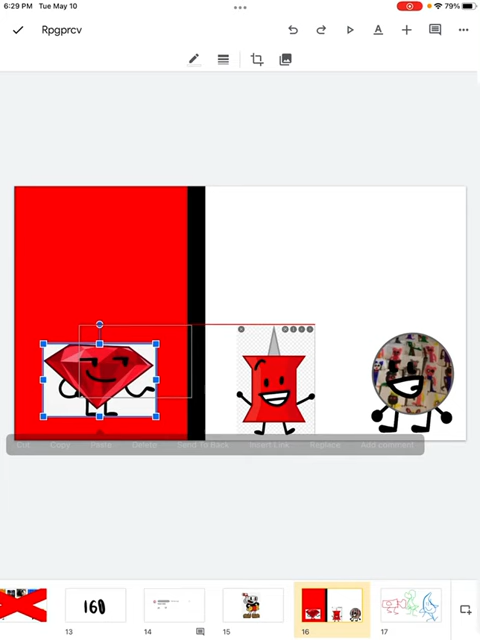 6:29 PM Tue May 10
79%
Rpgprcv
Cut Copy Paste Delete Send to back Insert Link Replace Add comment
160
13 14 15 16 17